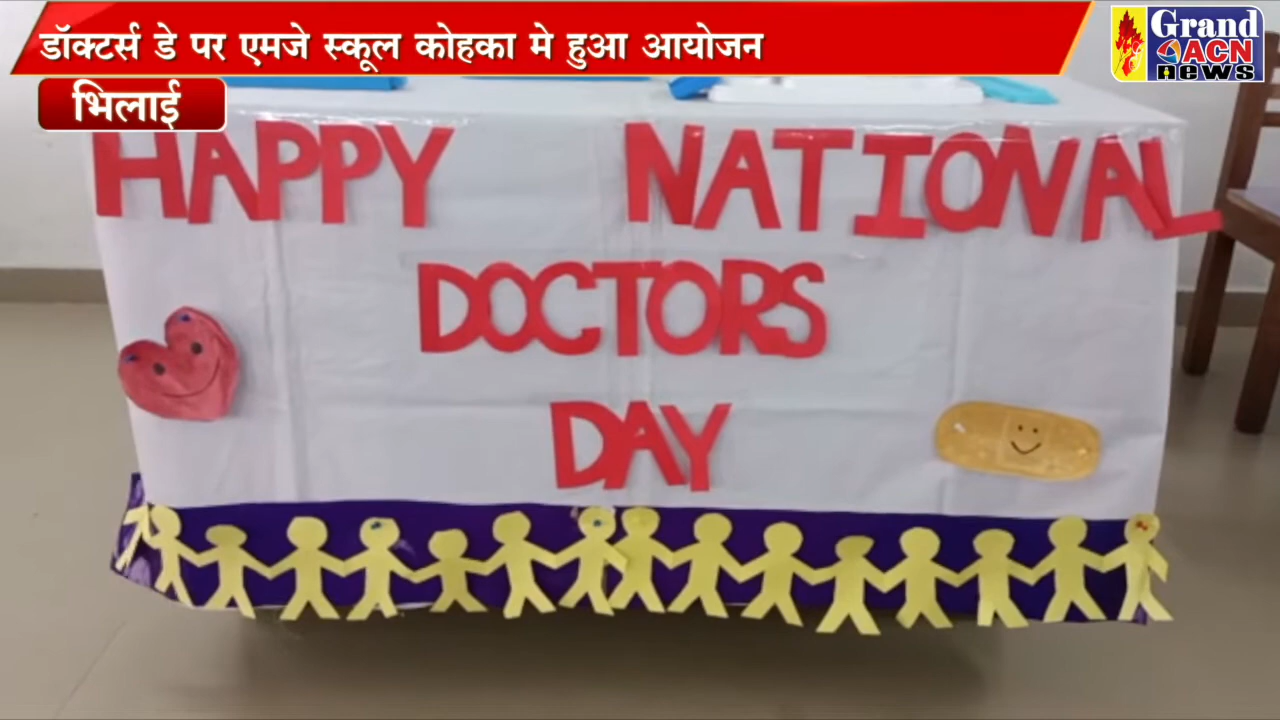 डॉक्टर्स डे पर एमजे स्कूल कोहका मे हुआ आयोजन
Grand
ACN
news
भिलाई
HAPPY NATIONAL
DOCTORS
DAY